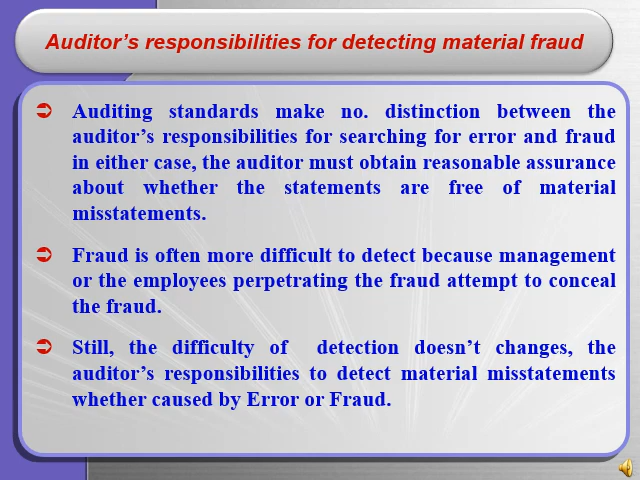 Auditor's responsibilities for detecting material fraud
Auditing standards make no. distinction between the
auditor's responsibilities for searching for error and fraud
in either case, the auditor must obtain reasonable assurance
about whether the statements are free of material
misstatements.
Fraud is often more difficult to detect because management
or the employees perpetrating the fraud attempt to conceal
the fraud.
Still, the difficulty of detection doesn't changes, the
auditor's responsibilities to detect material misstatements
whether caused by Error or Fraud.